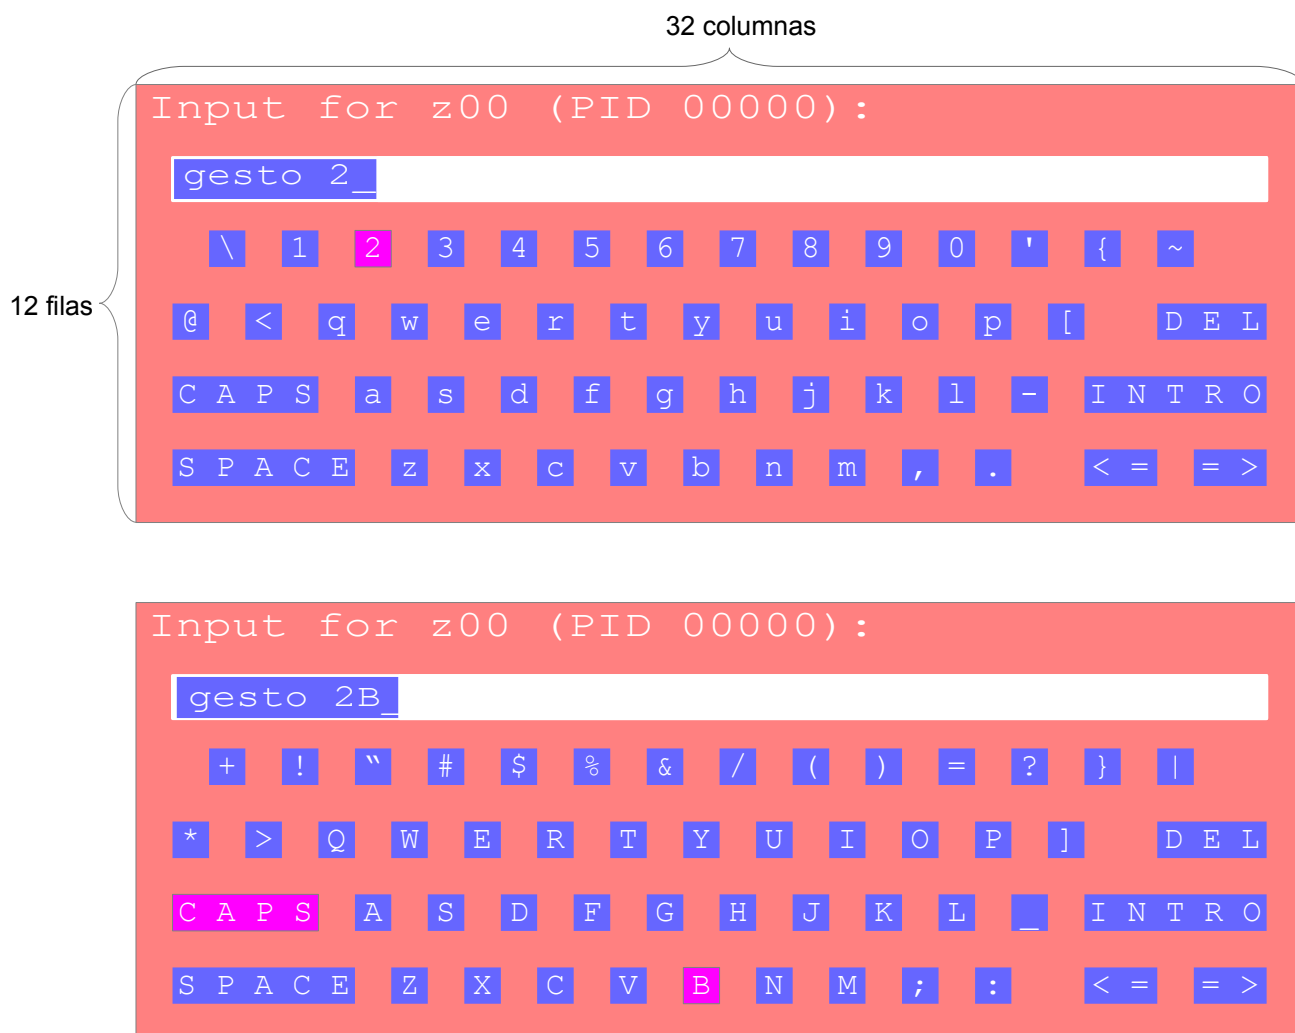 32 columnas
12 filas
Input for z00 (PID 00000):
gesto 2_
\ 1 2 3 4 5 6 7 8 9 0 ' { ~
@ < q w e r t y u i o p [ DEL
CAPS a s d f g h j k l - INTRO
SPACE z x c v b n m , . <= =>
Input for z00 (PID 00000):
gesto 2B_
+ ! “ # $ % & / ( ) = ? } |
* > Q W E R T Y U I O P ] DEL
CAPS A S D F G H J K L _ INTRO
SPACE Z X C V B N M ; : <= =>